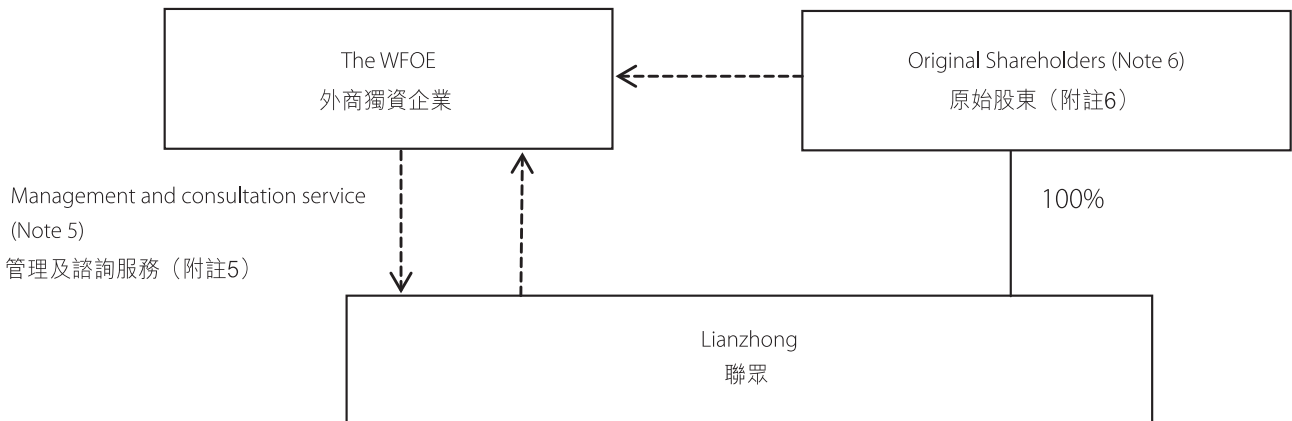 The WFOE
外商獨資企業
Original Shareholders (Note 6)
原始股東（附註6）
Management and consultation service
(Note 5)
管理及諮詢服務（附註5）
100%
Lianzhong
聯眾